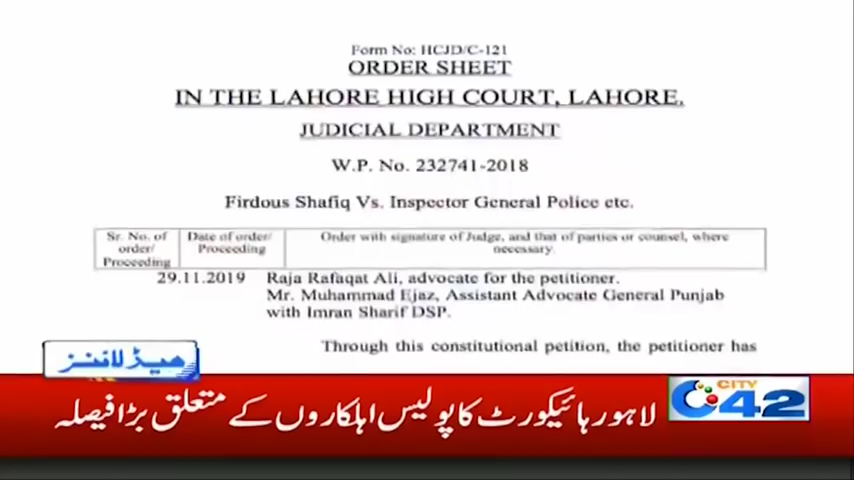 Form No: HCJD/C-121
ORDER SHEET
IN THE LAHORE HIGH COURT, LAHORE.
JUDICIAL DEPARTMENT
W.P. No. 232741-2018
Firdous Shafiq Vs. Inspector General Police etc.
Sr. No. of order/ Proceeding
Date of order/ Proceeding
Order with signature of Judge, and that of parties or counsel, where necessary.
29.11.2019 Raja Rafaqat Ali, advocate for the petitioner.
Mr. Muhammad Ejaz, Assistant Advocate General Punjab
with Imran Sharif DSP.
Through this constitutional petition, the petitioner has
ھیڈلائنز
لاہور ہائیکورٹ کا پولیس اہلکاروں کے متعلق بڑا فیصلہ
CITY
42